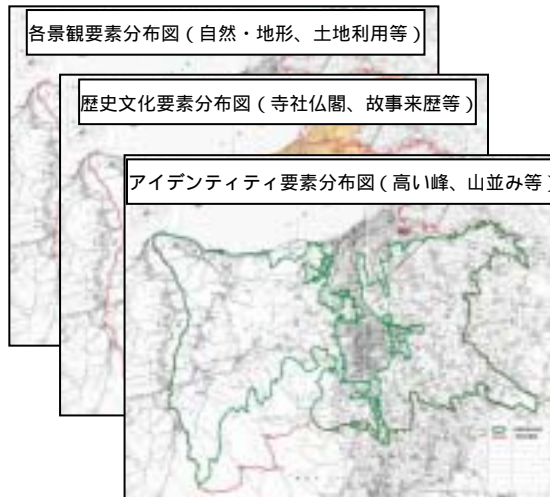 各景観要素分布図(自然・地形、土地利用等)
歴史文化要素分布図(寺社仏閣、故事来歴等)
アイデンティティ要素分布図(高い峰、山並み等)